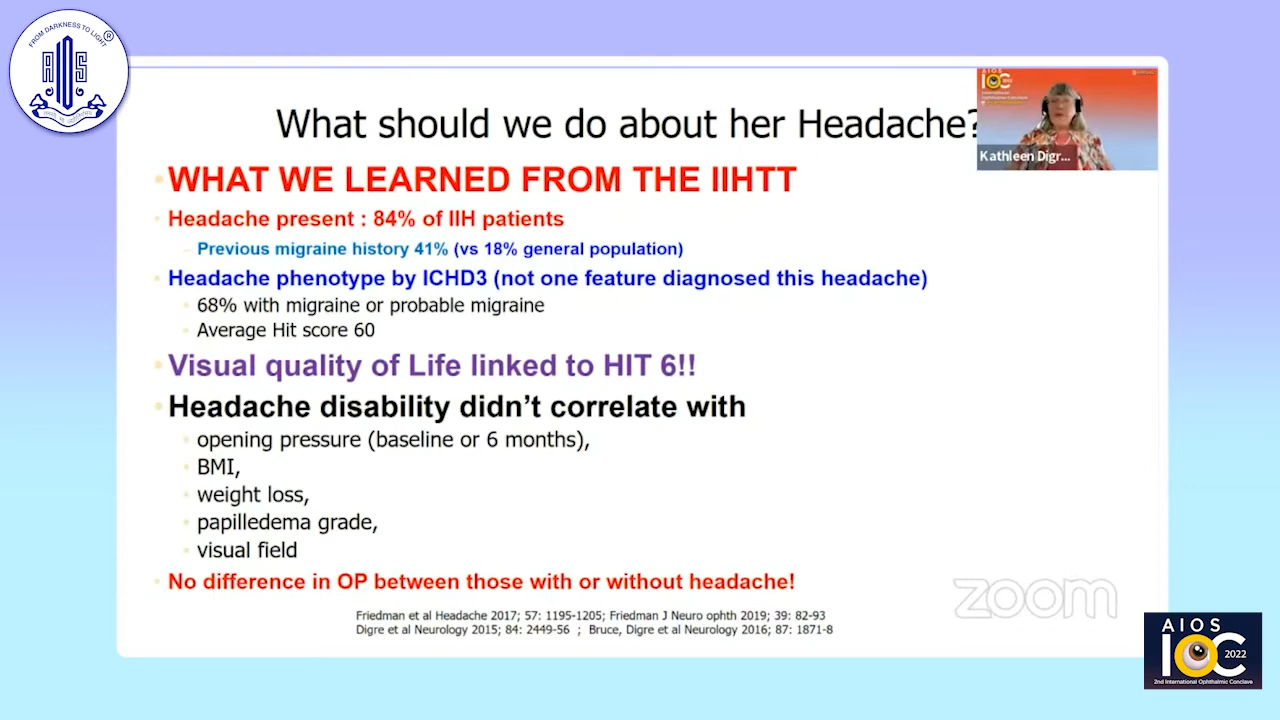 FROM DARKNESS TO LIGHT
AIOS
What should we do about her Headache?
WHAT WE LEARNED FROM THE IIHTT
Headache present : 84% of IIH patients
Previous migraine history 41% (vs 18% general population)
Headache phenotype by ICHD3 (not one feature diagnosed this headache)
68% with migraine or probable migraine
Average Hit score 60
Visual quality of Life linked to HIT 6!!
Headache disability didn’t correlate with
opening pressure (baseline or 6 months),
BMI,
weight loss,
papilledema grade,
visual field
No difference in OP between those with or without headache!
Friedman et al Headache 2017; 57: 1195-1205; Friedman J Neuro ophth 2019; 39: 82-93
Digre et al Neurology 2015; 84: 2449-56 ; Bruce, Digre et al Neurology 2016; 87: 1871-8
AIOS
IOC 2022
International
Ophthalmic Conclave
Kathleen Digr...
zoom
AIOS
IOC 2022
2nd International Ophthalmic Conclave